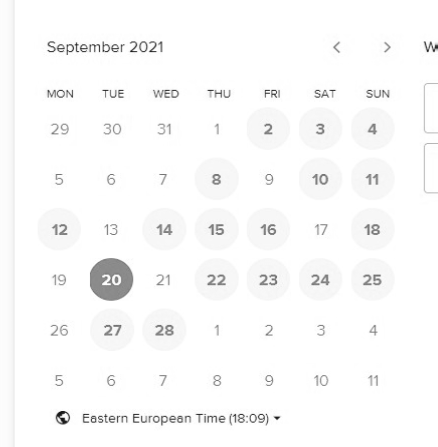 September 2021
MON TUE WED THU FRI SAT SUN
29 30 31 1 2 3 4
5 6 7 8 9 10 11
12 13 14 15 16 17 18
19 20 21 22 23 24 25
26 27 28 1 2 3 4
5 6 7 8 9 10 11
Eastern European Time (18:09)